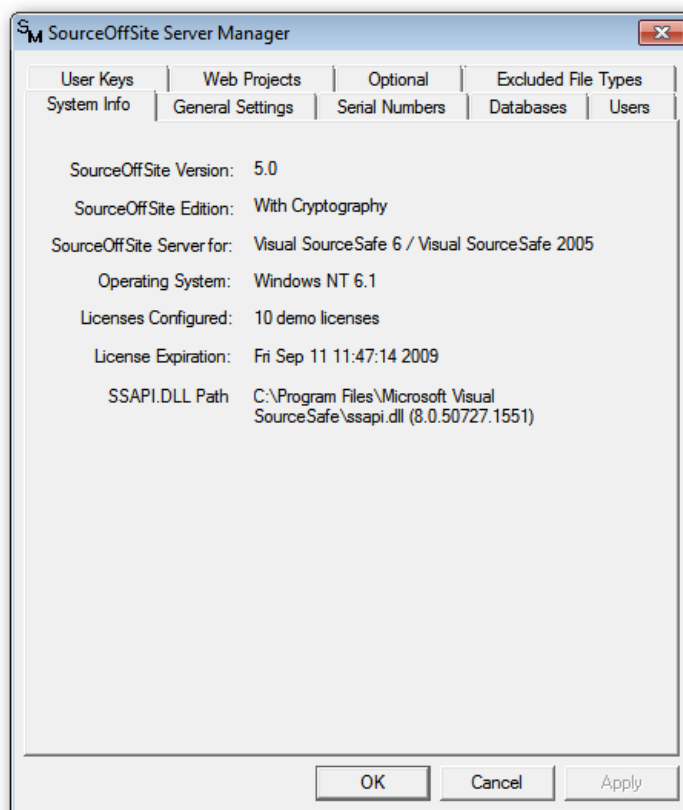 SM SourceOffSite Server Manager
User Keys Web Projects Optional Excluded File Types
System Info General Settings Serial Numbers Databases Users
SourceOffSite Version: 5.0
SourceOffSite Edition: With Cryptography
SourceOffSite Server for: Visual SourceSafe 6 / Visual SourceSafe 2005
Operating System: Windows NT 6.1
Licenses Configured: 10 demo licenses
License Expiration: Fri Sep 11 11:47:14 2009
SSAPI.DLL Path C:\Program Files\Microsoft Visual
SourceSafe\ssapi.dll (8.0.50727.1551)
OK Cancel Apply